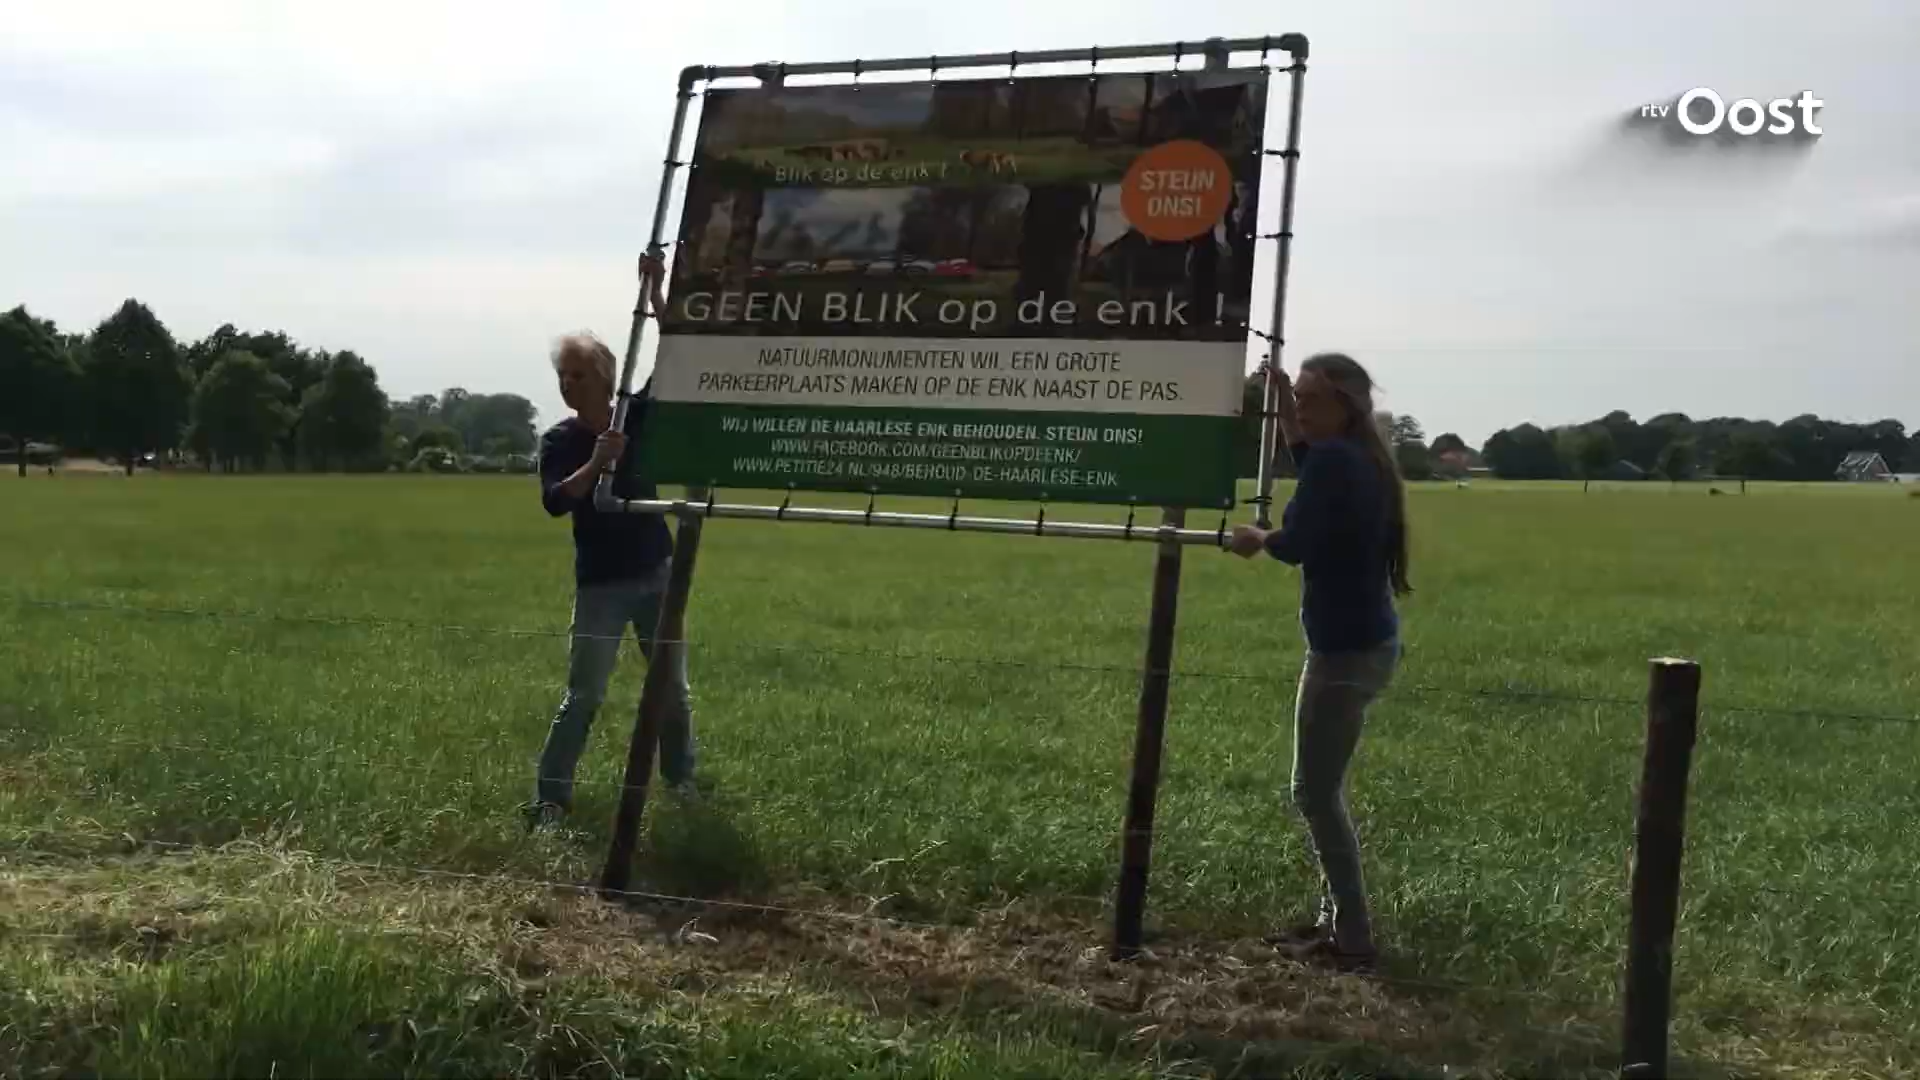 rtv Oost
Blik op de enk !
STEUN
ONS!
GEEN BLIK op de enk !
NATUURMONUMENTEN WIL EEN GROTE
PARKEERPLAATS MAKEN OP DE ENK NAAST DE PAS.
WIJ WILLEN DE HAARLESE ENK BEHOUDEN. STEUN ONS!
WWW.FACEBOOK.COM/GEENBLIKOPDEENK/
WWW.PETITIE24.NL/948/BEHOUD-DE-HAARLESE-ENK